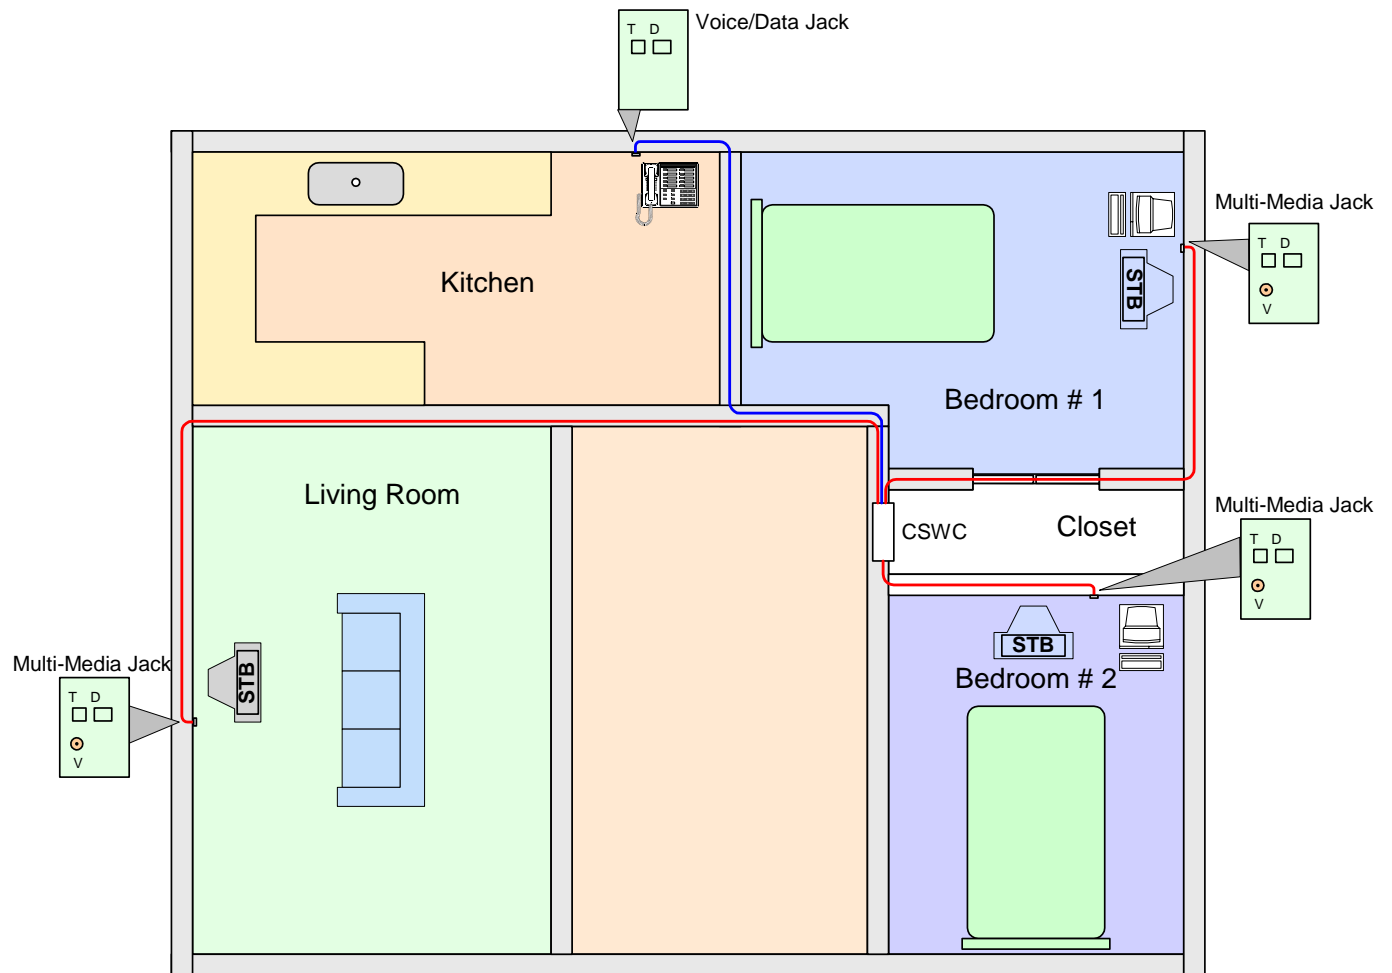 Voice/Data Jack
T D
Multi-Media Jack
T D
V
STB
Kitchen
Bedroom # 1
Living Room
CSWC
Closet
Multi-Media Jack
T D
V
STB
Bedroom # 2
Multi-Media Jack
T D
V
STB